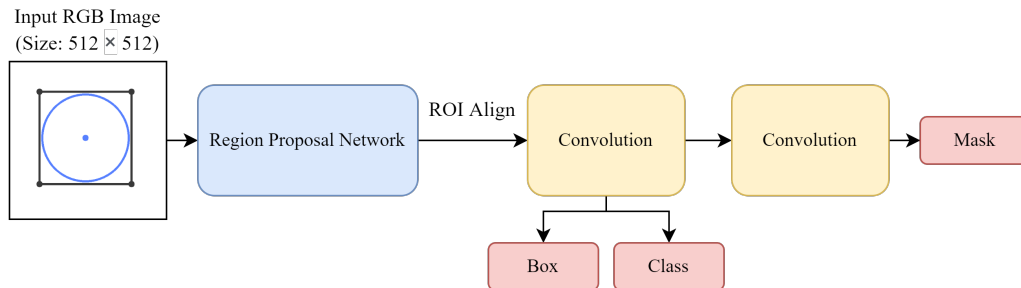 Input RGB Image
(Size: 512 × 512)
Region Proposal Network
ROI Align
Convolution
Convolution
Mask
Box
Class